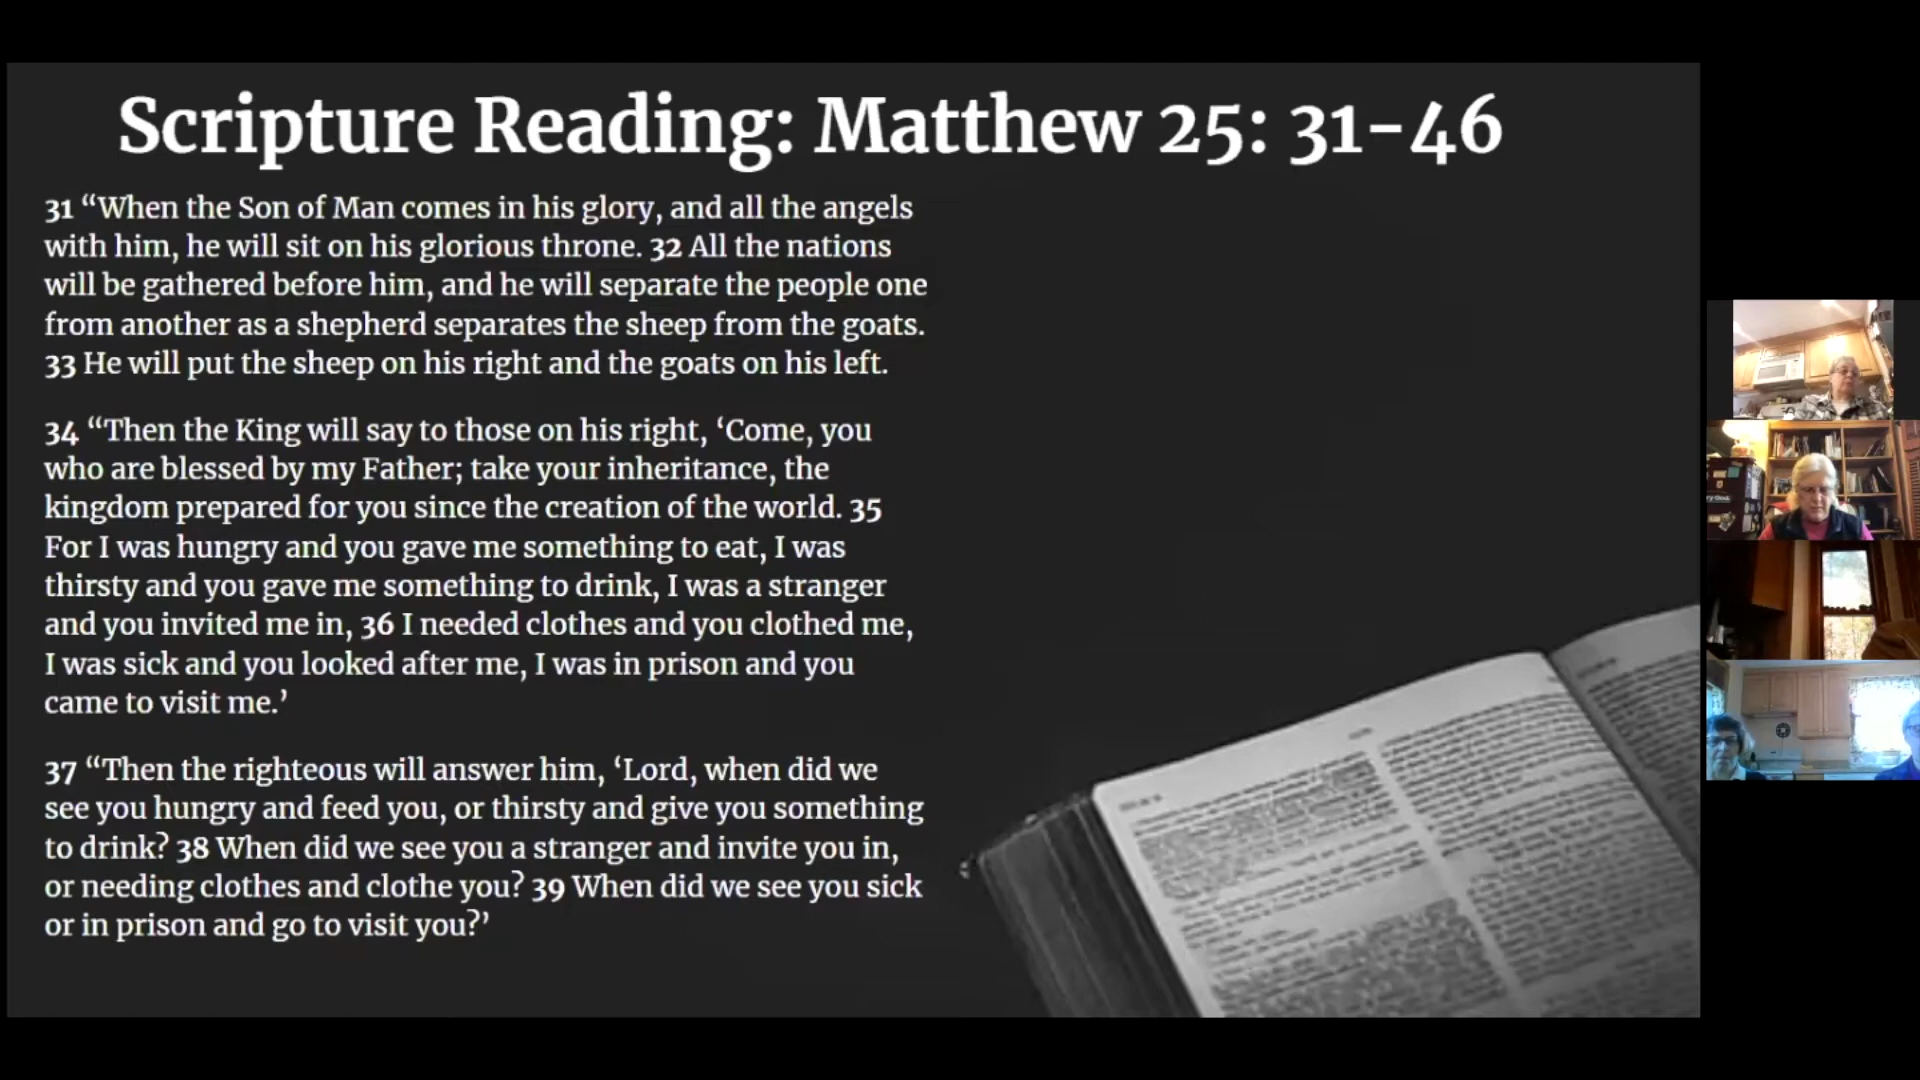 Scripture Reading: Matthew 25: 31-46
31 “When the Son of Man comes in his glory, and all the angels
with him, he will sit on his glorious throne. 32 All the nations
will be gathered before him, and he will separate the people one
from another as a shepherd separates the sheep from the goats.
33 He will put the sheep on his right and the goats on his left.
34 “Then the King will say to those on his right, ‘Come, you
who are blessed by my Father; take your inheritance, the
kingdom prepared for you since the creation of the world. 35
For I was hungry and you gave me something to eat, I was
thirsty and you gave me something to drink, I was a stranger
and you invited me in, 36 I needed clothes and you clothed me,
I was sick and you looked after me, I was in prison and you
came to visit me.’
37 “Then the righteous will answer him, ‘Lord, when did we
see you hungry and feed you, or thirsty and give you something
to drink? 38 When did we see you a stranger and invite you in,
or needing clothes and clothe you? 39 When did we see you sick
or in prison and go to visit you?’